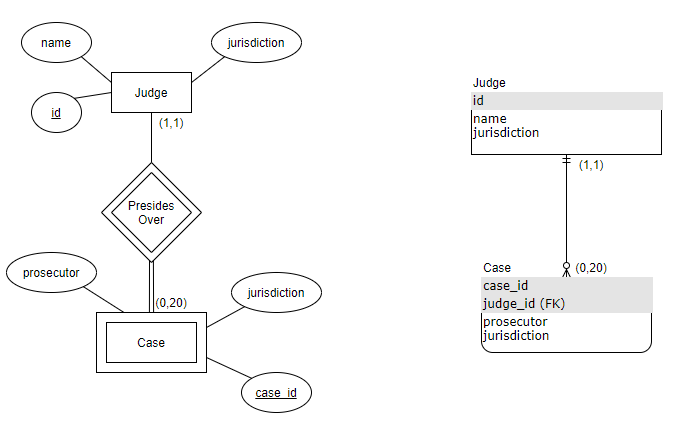 name
jurisdiction
Judge
id
(1,1)
Presides
Over
prosecutor
jurisdiction
(0,20)
Case
case_id
Judge
id
name
jurisdiction
(1,1)
(0,20)
Case
case_id
judge_id (FK)
prosecutor
jurisdiction